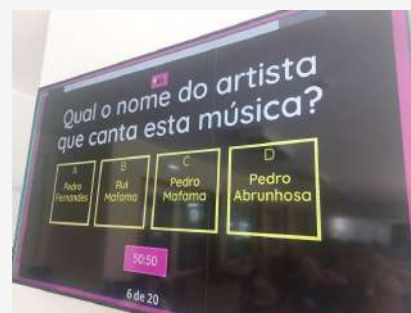 Qual o nome do artista
que canta esta música?
A
Pedro
Fernandes
B
Rui
Mafama
C
Pedro
Mafama
D
Pedro
Abrunhosa
50:50
6 de 20